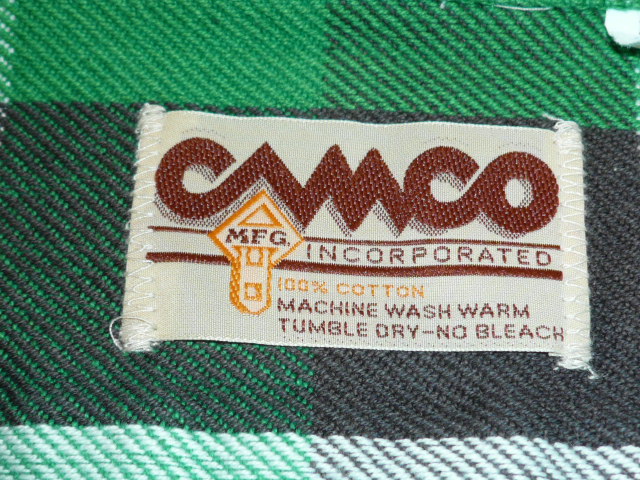 CAMCO
MFG.
INCORPORATED
100% COTTON
MACHINE WASH WARM
TUMBLE DRY-NO BLEACH